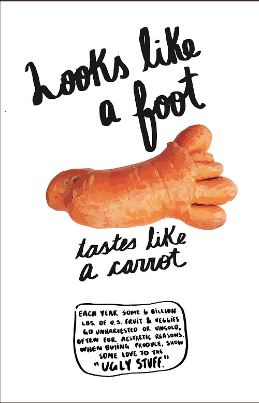 Looks like
a foot
tastes like
a carrot
EACH YEAR SOME 6 BILLION
LBS. OF U.S. FRUIT & VEGGIES
GO UNHARVESTED OR UNSOLD,
OFTEN FOR AESTHETIC REASONS.
WHEN BUYING PRODUCE, SHOW
SOME LOVE TO THE
"UGLY STUFF."